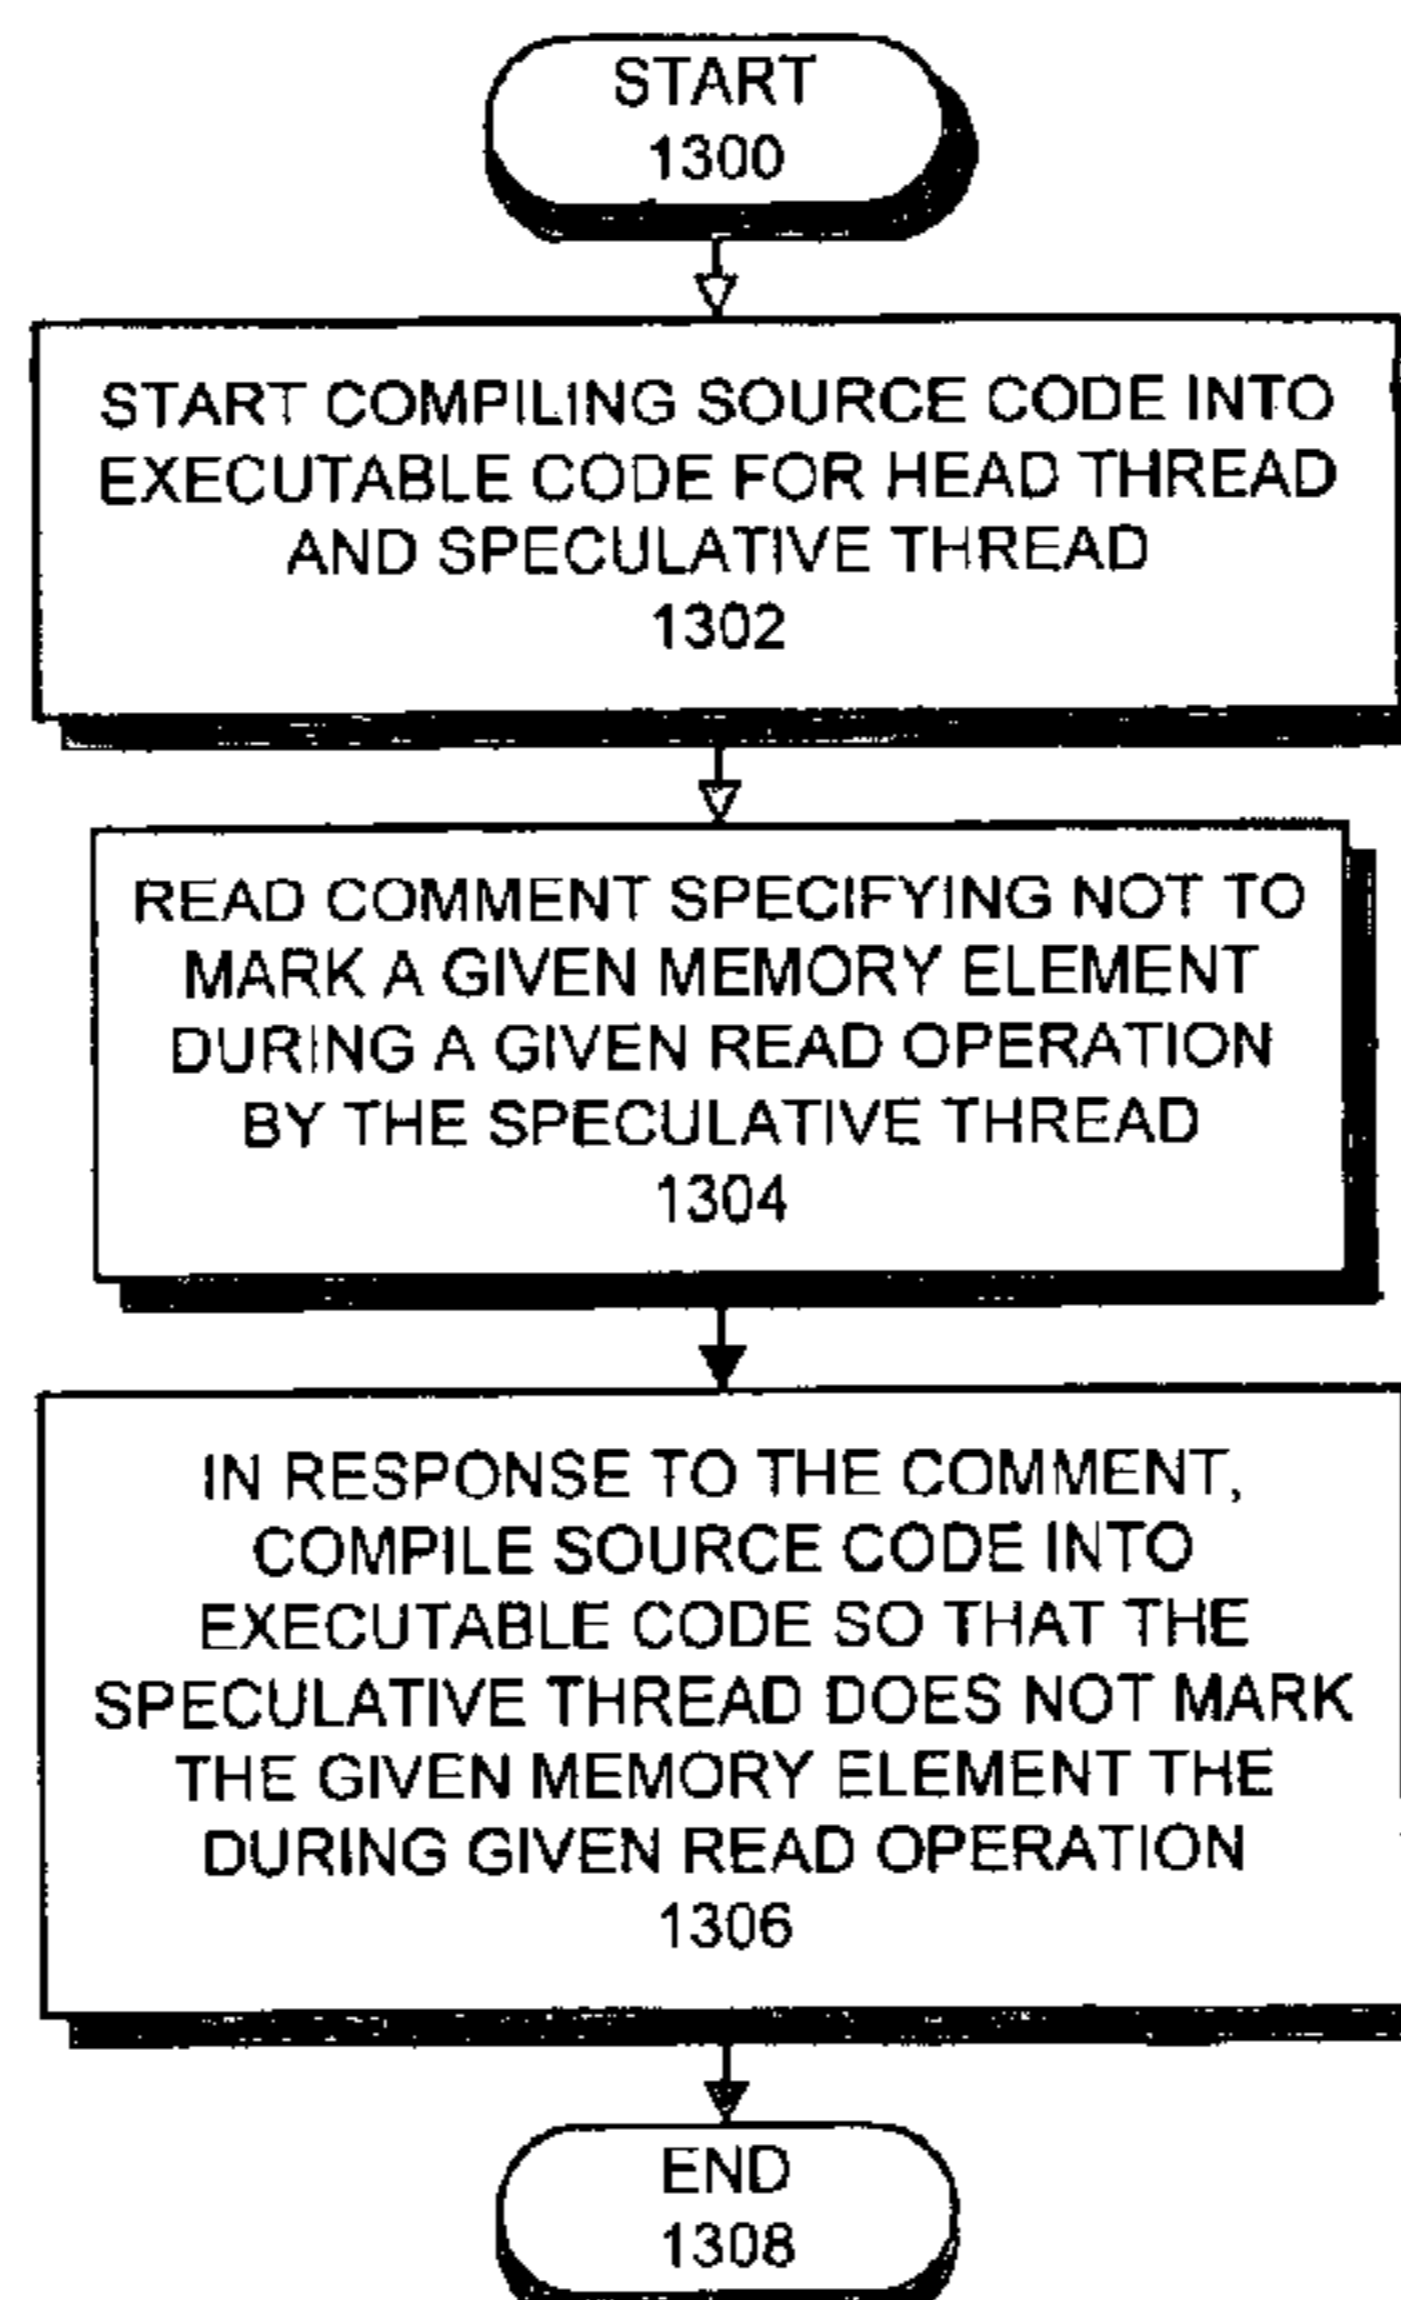 START
1300
START COMPILING SOURCE CODE INTO
EXECUTABLE CODE FOR HEAD THREAD
AND SPECULATIVE THREAD
1302
READ COMMENT SPECIFYING NOT TO
MARK A GIVEN MEMORY ELEMENT
DURING A GIVEN READ OPERATION
BY THE SPECULATIVE THREAD
1304
IN RESPONSE TO THE COMMENT,
COMPILE SOURCE CODE INTO
EXECUTABLE CODE SO THAT THE
SPECULATIVE THREAD DOES NOT MARK
THE GIVEN MEMORY ELEMENT THE
DURING GIVEN READ OPERATION
1306
END
1308